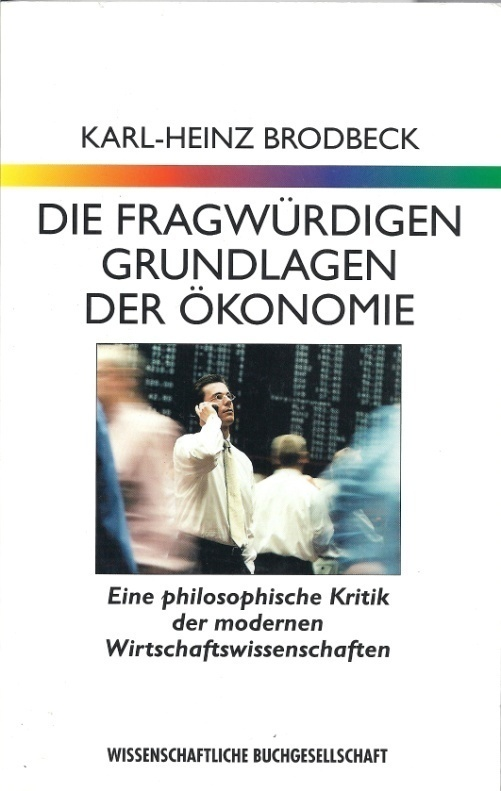 KARL-HEINZ BRODBECK
DIE FRAGWÜRDIGEN
GRUNDLAGEN
DER ÖKONOMIE
Eine philosophische Kritik
der modernen
Wirtschaftswissenschaften
WISSENSCHAFTLICHE BUCHGESELLSCHAFT